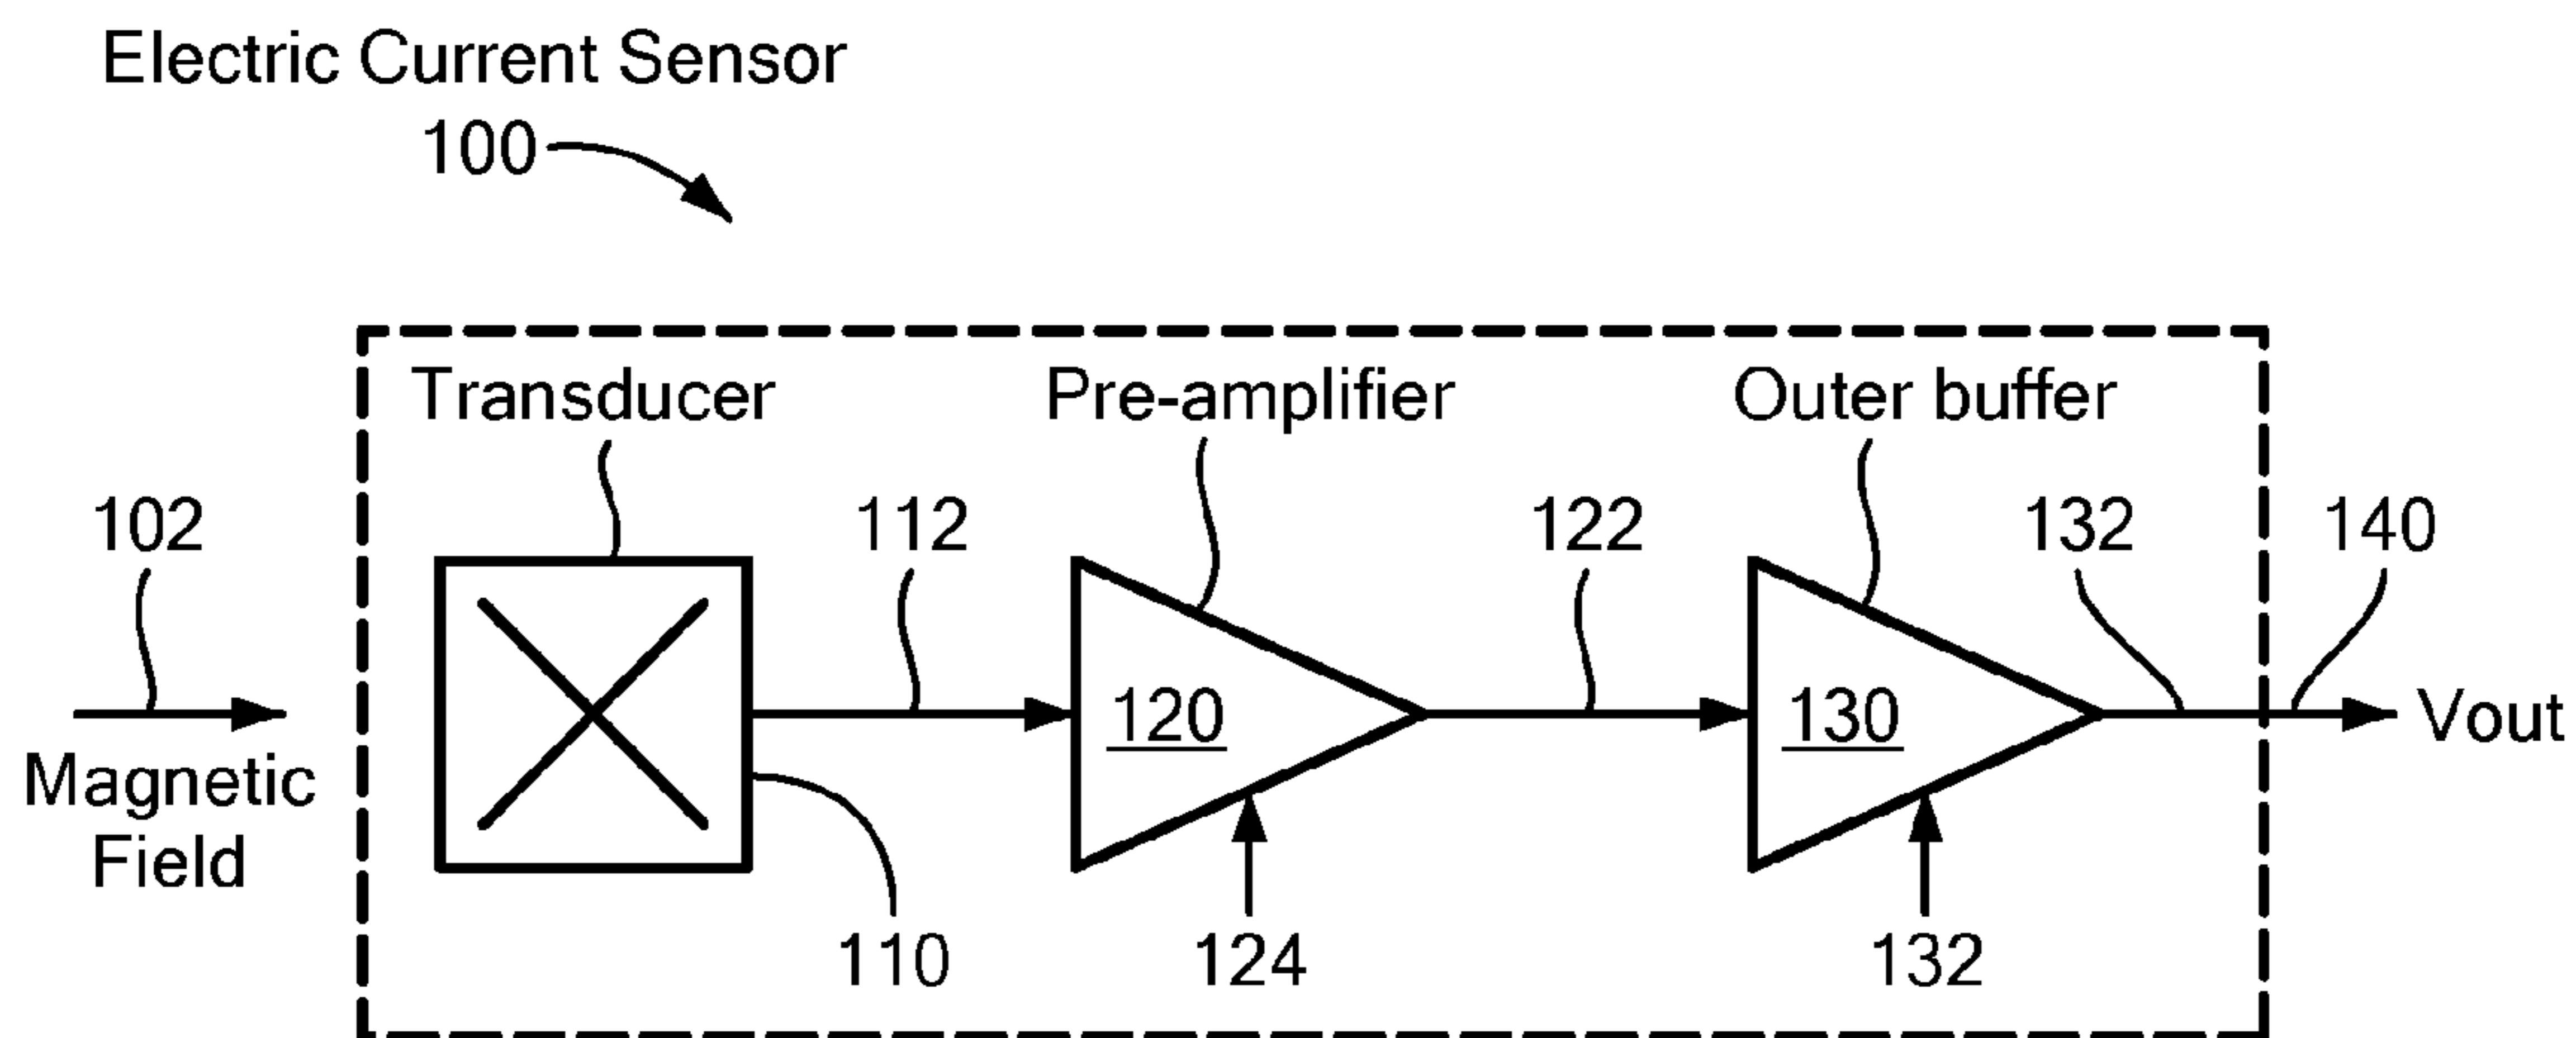 Electric Current Sensor
100
Transducer
Pre-amplifier
Outer buffer
102
112
122
132
140
120
130
Vout
Magnetic
Field
110
124
132